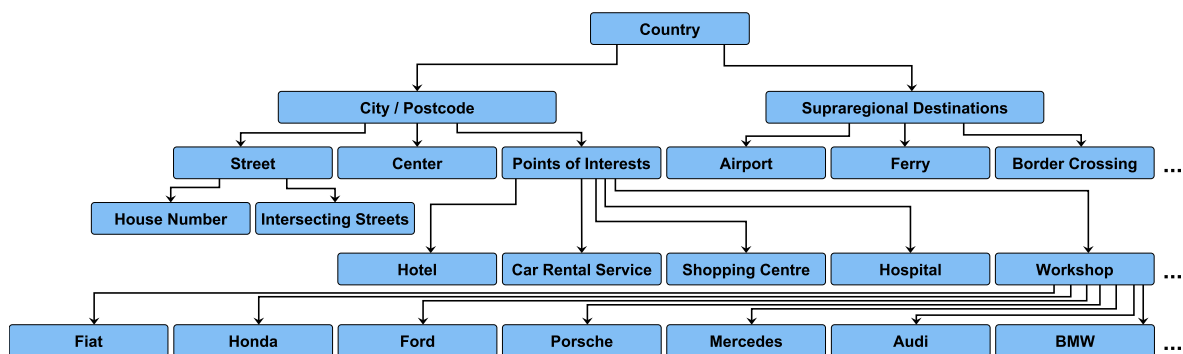 Country
City / Postcode
Supraregional Destinations
Street
Center
Points of Interests
Airport
Ferry
Border Crossing
...
House Number
Intersecting Streets
Hotel
Car Rental Service
Shopping Centre
Hospital
Workshop
...
Fiat
Honda
Ford
Porsche
Mercedes
Audi
BMW
...